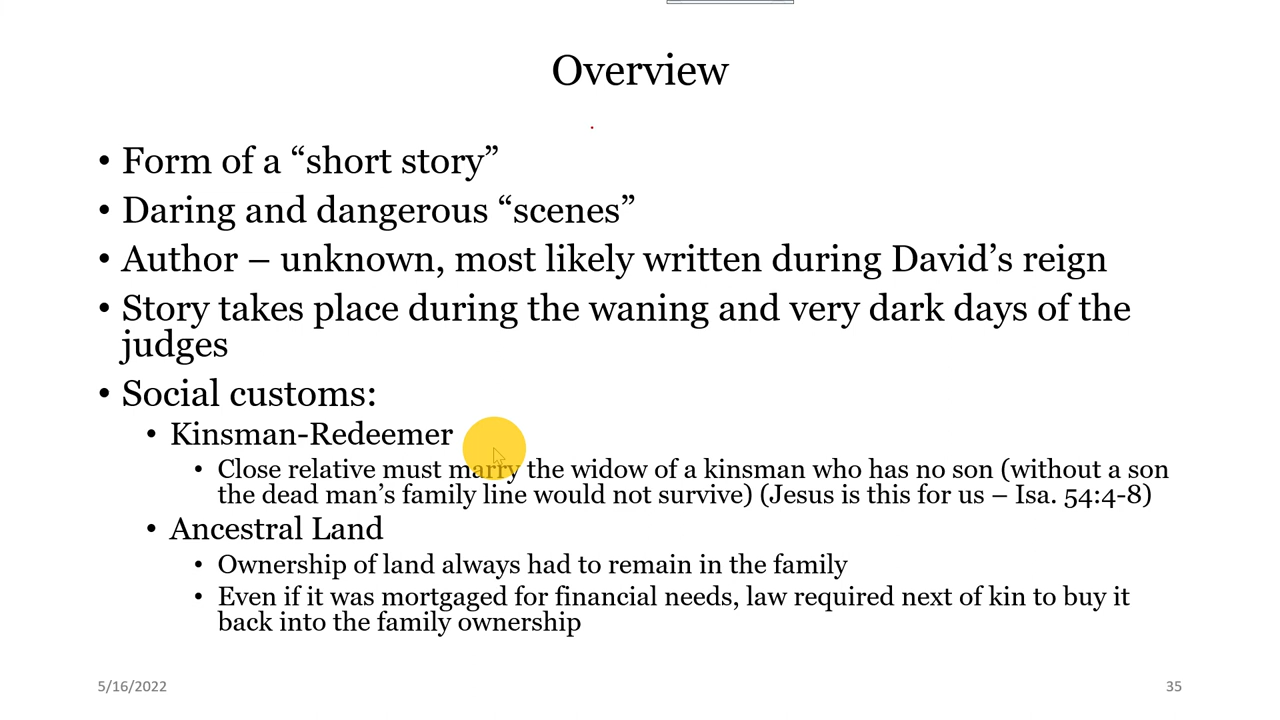 Overview
• Form of a “short story”
• Daring and dangerous “scenes”
• Author – unknown, most likely written during David’s reign
• Story takes place during the waning and very dark days of the
judges
• Social customs:
• Kinsman-Redeemer
• Close relative must marry the widow of a kinsman who has no son (without a son
the dead man’s family line would not survive) (Jesus is this for us – Isa. 54:4-8)
• Ancestral Land
• Ownership of land always had to remain in the family
• Even if it was mortgaged for financial needs, law required next of kin to buy it
back into the family ownership
5/16/2022
35